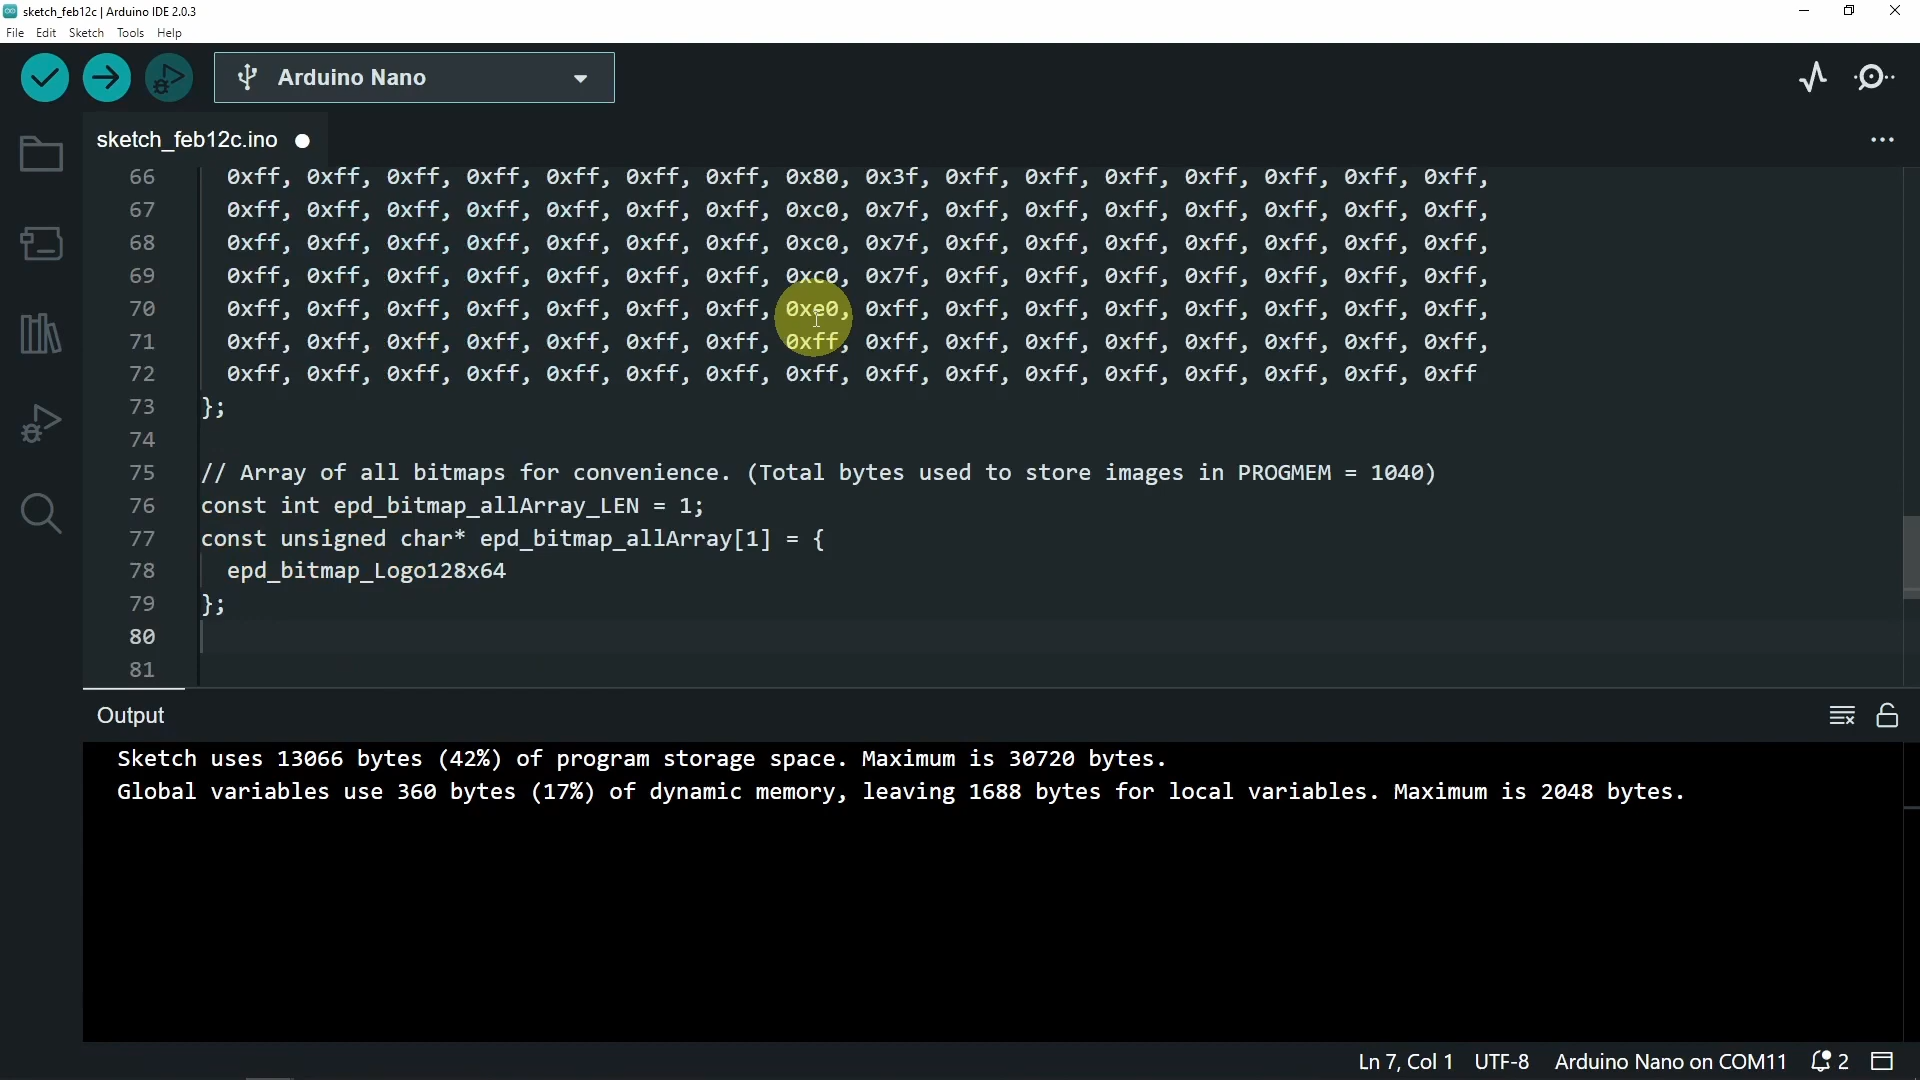 sketch_feb12c | Arduino IDE 2.0.3
File Edit Sketch Tools Help
Arduino Nano
sketch_feb12c.ino
66 0xff, 0xff, 0xff, 0xff, 0xff, 0xff, 0xff, 0x80, 0x3f, 0xff, 0xff, 0xff, 0xff, 0xff, 0xff, 0xff,
67 0xff, 0xff, 0xff, 0xff, 0xff, 0xff, 0xff, 0xc0, 0x7f, 0xff, 0xff, 0xff, 0xff, 0xff, 0xff, 0xff,
68 0xff, 0xff, 0xff, 0xff, 0xff, 0xff, 0xff, 0xc0, 0x7f, 0xff, 0xff, 0xff, 0xff, 0xff, 0xff, 0xff,
69 0xff, 0xff, 0xff, 0xff, 0xff, 0xff, 0xff, 0xc0, 0x7f, 0xff, 0xff, 0xff, 0xff, 0xff, 0xff, 0xff,
70 0xff, 0xff, 0xff, 0xff, 0xff, 0xff, 0xff, 0xe0, 0xff, 0xff, 0xff, 0xff, 0xff, 0xff, 0xff, 0xff,
71 0xff, 0xff, 0xff, 0xff, 0xff, 0xff, 0xff, 0xff, 0xff, 0xff, 0xff, 0xff, 0xff, 0xff, 0xff, 0xff,
72 0xff, 0xff, 0xff, 0xff, 0xff, 0xff, 0xff, 0xff, 0xff, 0xff, 0xff, 0xff, 0xff, 0xff, 0xff, 0xff
73 };
74
75 // Array of all bitmaps for convenience. (Total bytes used to store images in PROGMEM = 1040)
76 const int epd_bitmap_allArray_LEN = 1;
77 const unsigned char* epd_bitmap_allArray[1] = {
78 epd_bitmap_Logo128x64
79 };
80
81
Output
Sketch uses 13066 bytes (42%) of program storage space. Maximum is 30720 bytes.
Global variables use 360 bytes (17%) of dynamic memory, leaving 1688 bytes for local variables. Maximum is 2048 bytes.
Ln 7, Col 1 UTF-8 Arduino Nano on COM11 2